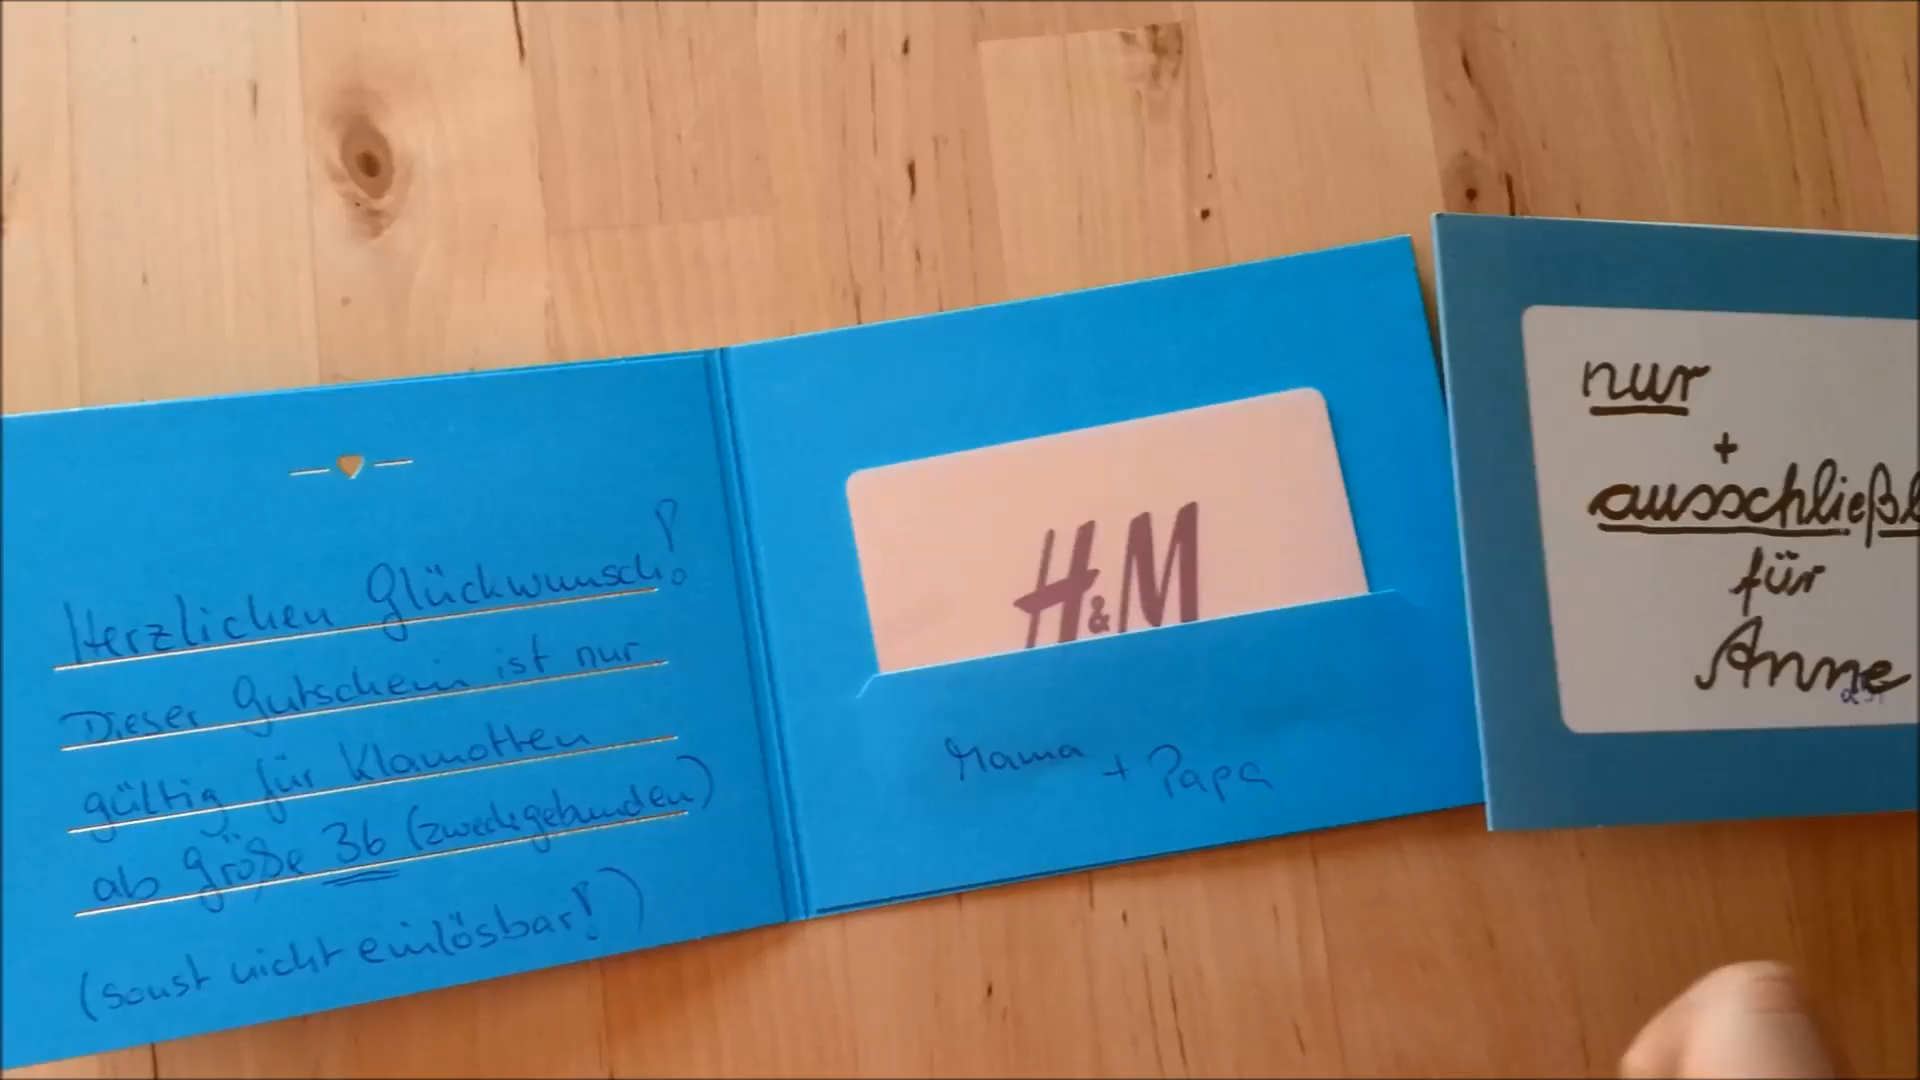 Herzlichen Glückwunsch!
Dieser Gutschein ist nur
gültig für Klamotten
ab Größe 36 (zweckgebunden)
(sonst nicht einlösbar!)
H&M
Mama + Papa
nur
+
ausschließl
für
Anne